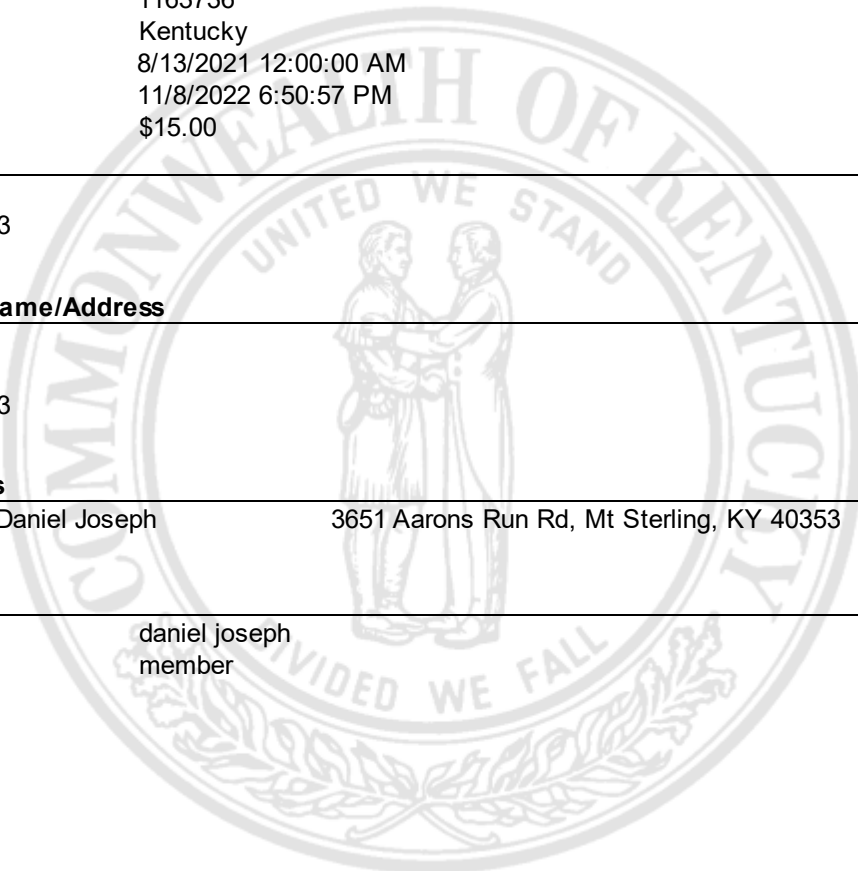 Kentucky
8/13/2021 12:00:00 AM
11/8/2022 6:50:57 PM
$15.00
COMMONWEALTH OF KENTUCKY
UNITED WE STAND
3
ame/Address
3
s
Daniel Joseph 3651 Aarons Run Rd, Mt Sterling, KY 40353
daniel joseph
member
DIVIDED WE FALL